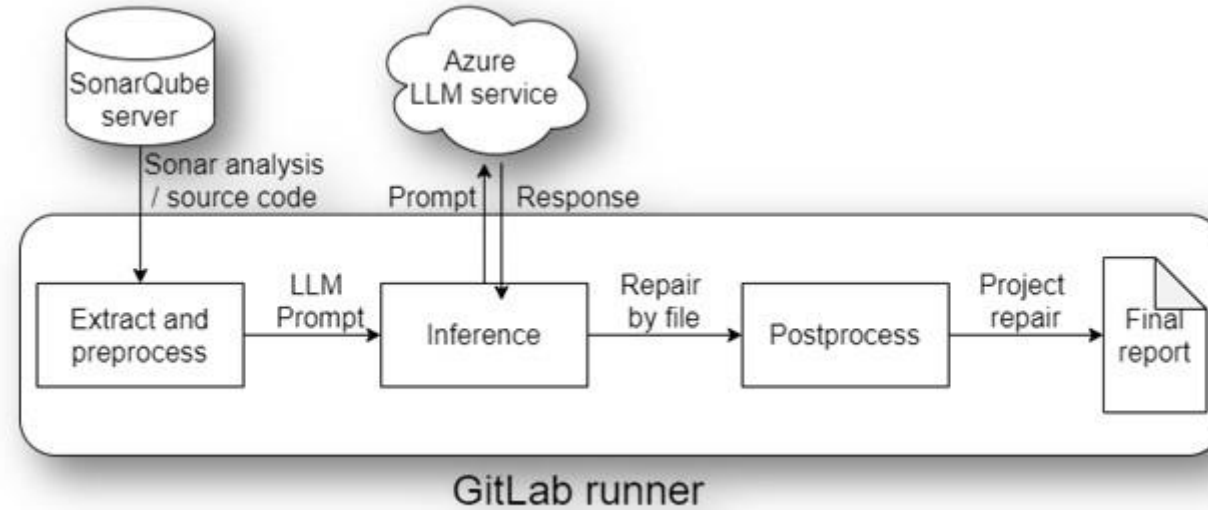 SonarQube
server
Azure
LLM service
Sonar analysis
/ source code
Prompt
Response
Extract and
preprocess
LLM
Prompt
Inference
Repair
by file
Postprocess
Project
repair
Final
report
GitLab runner